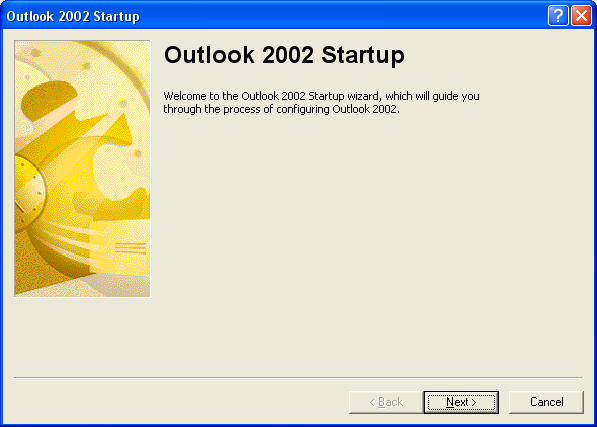 Outlook 2002 Startup
Outlook 2002 Startup
Welcome to the Outlook 2002 Startup wizard, which will guide you
through the process of configuring Outlook 2002.
< Back
Next >
Cancel